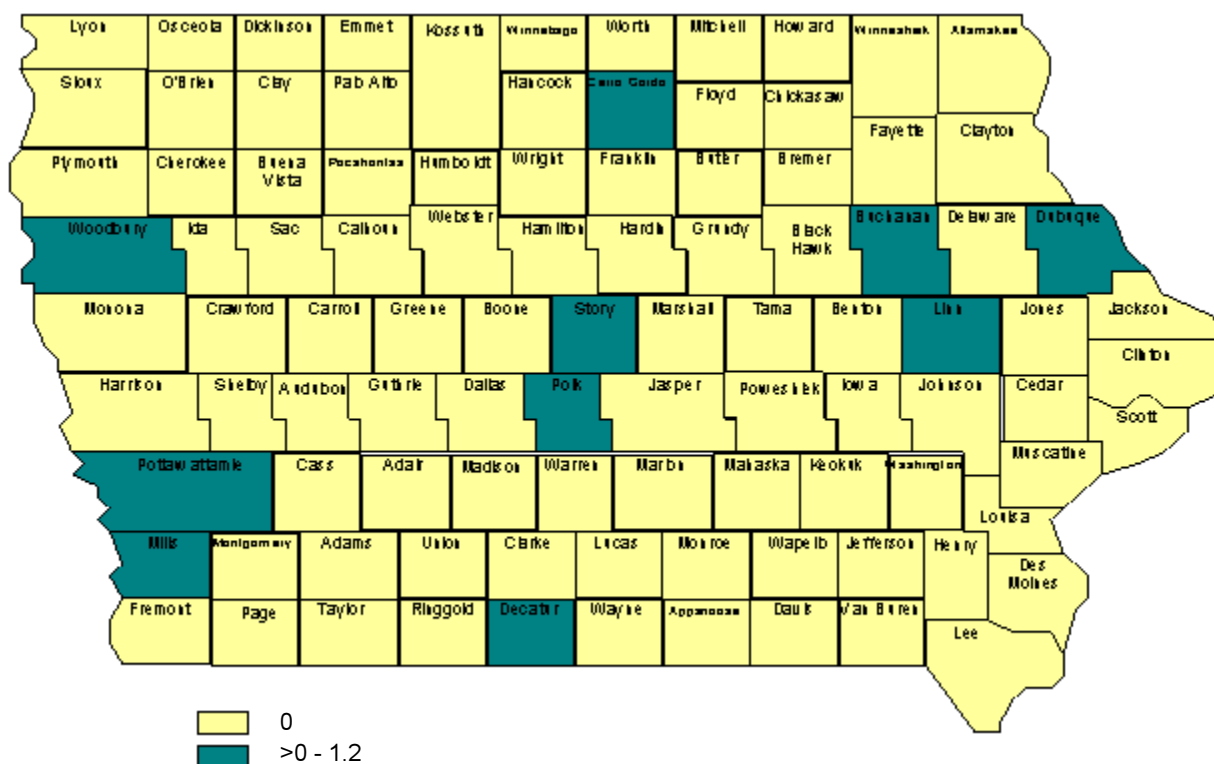 Lyon Osceola Dickinson Emmet Kossuth Winnebago Worth Mitchell Howard Winneshiek Allamakee
Sioux O'Brien Clay Palo Alto Hancock Cerro Gordo Floyd Chickasaw
Fayette Clayton
Plymouth Cherokee Buena Vista Pocahontas Humboldt Wright Franklin Butler Bremer
Woodbury Ida Sac Calhoun Webster Hamilton Hardin Grundy Black Hawk Buchanan Delaware Dubuque
Monona Crawford Carroll Greene Boone Story Marshall Tama Benton Linn Jones Jackson
Clinton
Harrison Shelby Audubon Guthrie Dallas Polk Jasper Poweshiek Iowa Johnson Cedar
Scott
Muscatine
Pottawattamie Cass Adair Madison Warren Marion Mahaska Keokuk Washington
Louisa
Mills Montgomery Adams Union Clarke Lucas Monroe Wapello Jefferson Henry
Des Moines
Fremont Page Taylor Ringgold Decatur Wayne Appanoose Davis Van Buren
Lee
0
>0 - 1.2